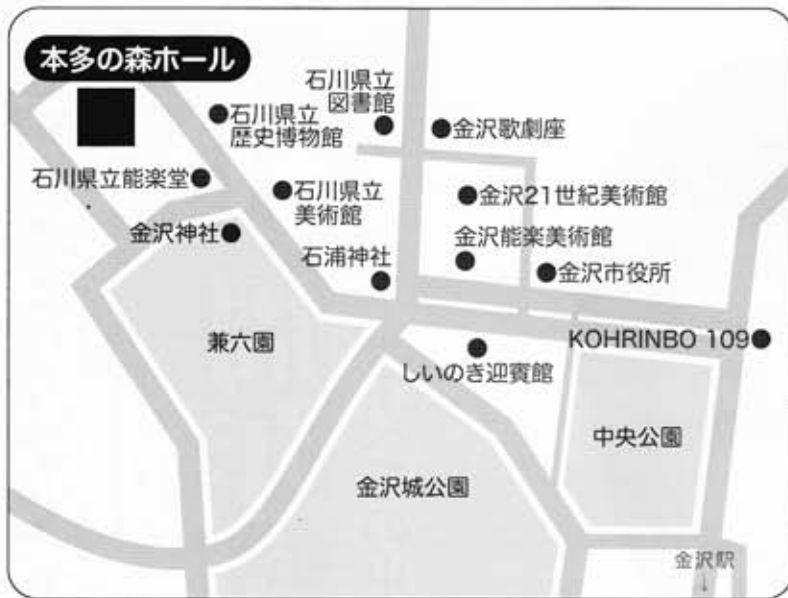 本多の森ホール
石川県立
図書館
石川県立
歴史博物館
金沢歌劇座
石川県立能楽堂
石川県立
美術館
金沢21世紀美術館
金沢神社
金沢能楽美術館
石浦神社
金沢市役所
兼六園
KOHRINBO 109
しいのき迎賓館
中央公園
金沢城公園
金沢駅
↓